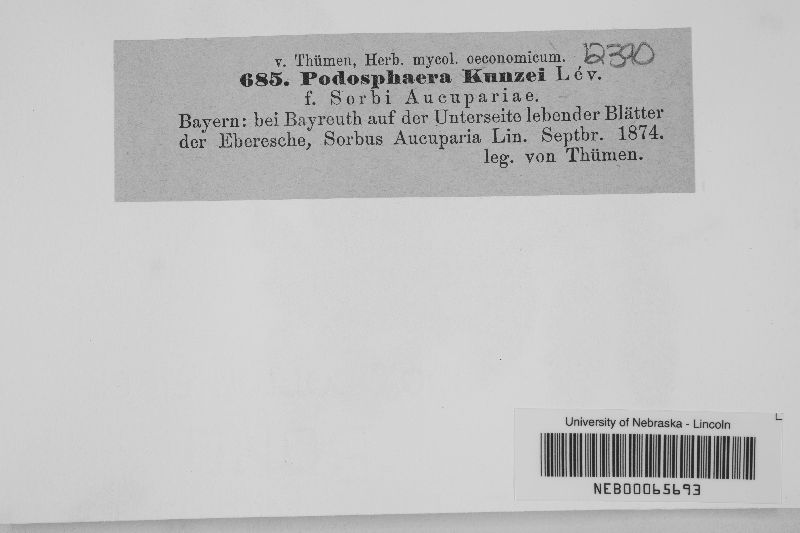 v. Thümen, Herb. mycol. oeconomicum. 12390
685. Podosphaera Kunzei Lév.
f. Sorbi Aucupariae.
Bayern: bei Bayreuth auf der Unterseite lebender Blätter
der Eberesche, Sorbus Aucuparia Lin. Septbr. 1874.
leg. von Thümen.
University of Nebraska - Lincoln
NEB00065693